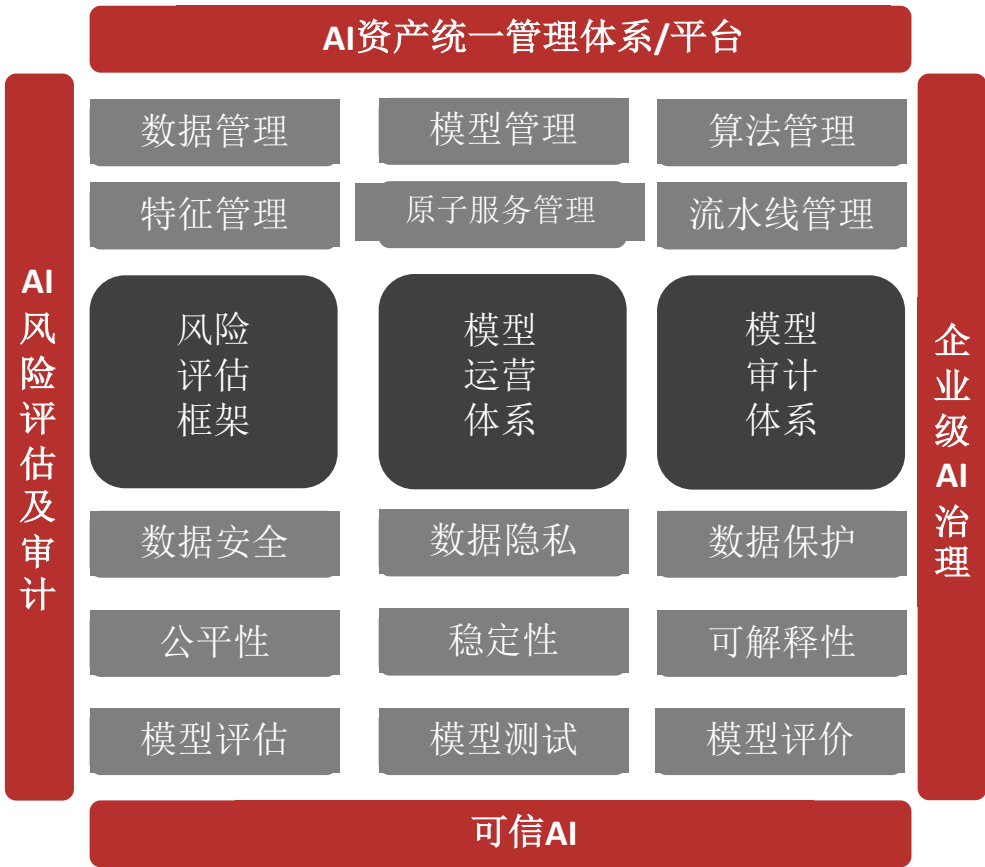 AI资产统一管理体系/平台
数据管理
模型管理
算法管理
特征管理
原子服务管理
流水线管理
AI
风
险
评
估
及
审
计
风险
评估
框架
模型
运营
体系
模型
审计
体系
企
业
级
AI
治
理
数据安全
数据隐私
数据保护
公平性
稳定性
可解释性
模型评估
模型测试
模型评价
可信AI